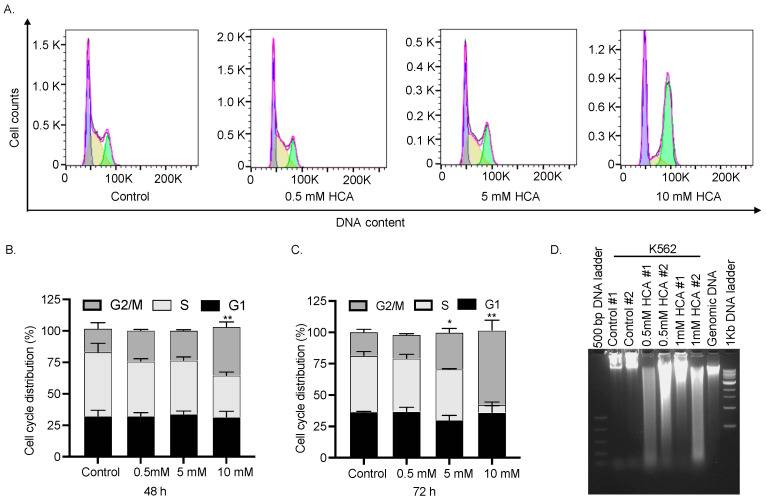 A.
Cell counts
1.5 K
1.0 K
0.5 K
0
0 100K 200K
Control
2.0 K
1.5 K
1.0 K
0.5 K
0
0 100K 200K
0.5 mM HCA
0.5 K
0.4 K
0.3 K
0.2 K
0.1 K
0
0 100K 200K
5 mM HCA
1.2 K
0.9 K
0.6 K
0.3 K
0
0 100K 200K
10 mM HCA
DNA content
B.
G2/M S G1
Cell cycle distribution (%)
125
100
75
50
25
0
**
Control 0.5mM 5 mM 10 mM
48 h
C.
G2/M S G1
Cell cycle distribution (%)
125
100
75
50
25
0
* **
Control 0.5 mM 5 mM 10 mM
72 h
D.
K562
500 bp DNA ladder
Control #1
Control #2
0.5mM HCA #1
0.5mM HCA #2
1mM HCA #1
1mM HCA #2
Genomic DNA
1Kb DNA ladder